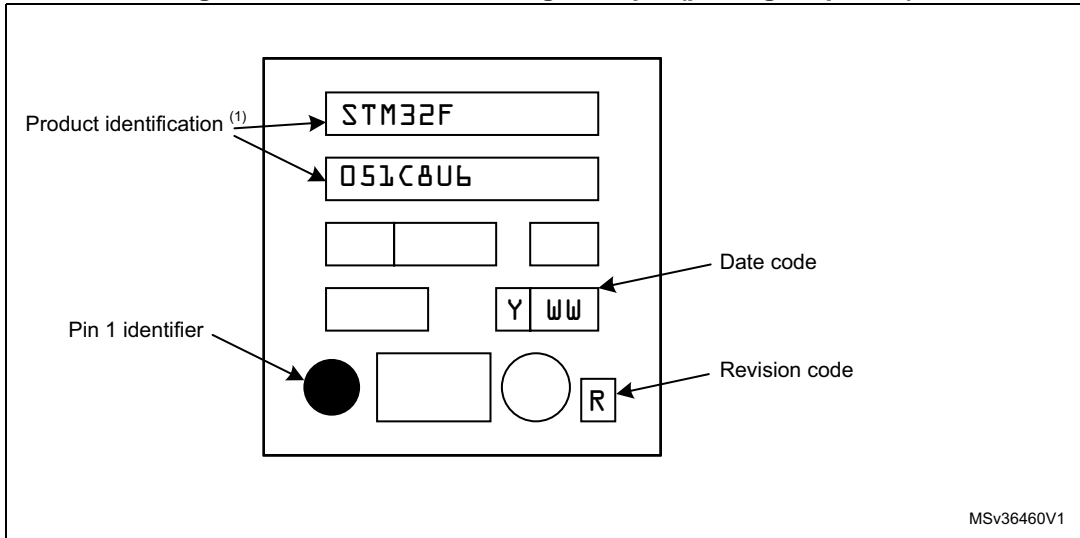 Product identification (1)
STM32F
051C8U6
Date code
Y WW
Pin 1 identifier
Revision code
R
MSv36460V1